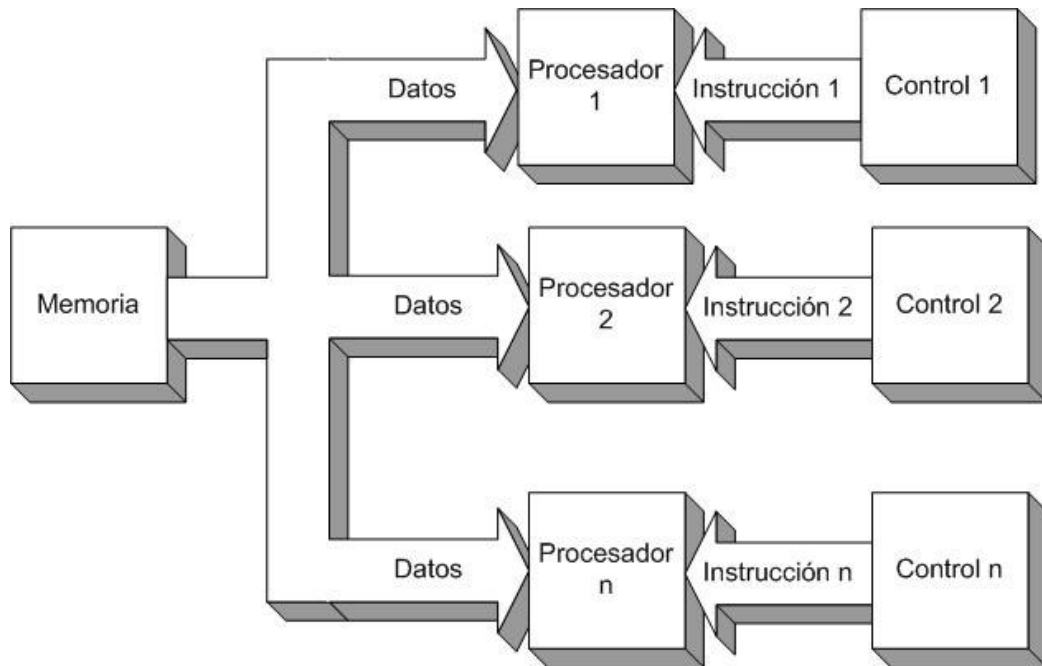 Datos
Procesador
1
Instrucción 1
Control 1
Memoria
Datos
Procesador
2
Instrucción 2
Control 2
Datos
Procesador
n
Instrucción n
Control n